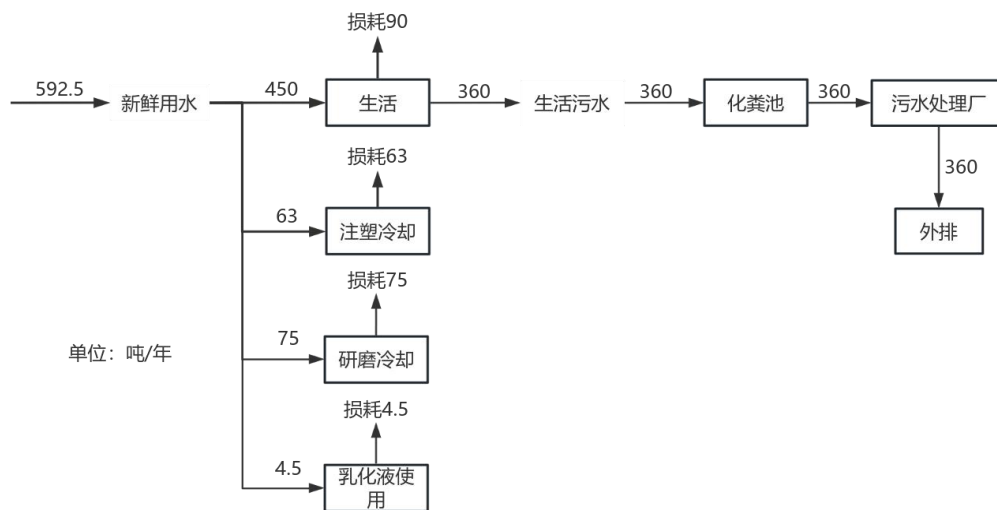 损耗90
592.5
新鲜用水
450
生活
360
生活污水
360
化粪池
360
污水处理厂
360
外排
损耗63
63
注塑冷却
损耗75
75
研磨冷却
单位：吨/年
损耗4.5
4.5
乳化液使
用